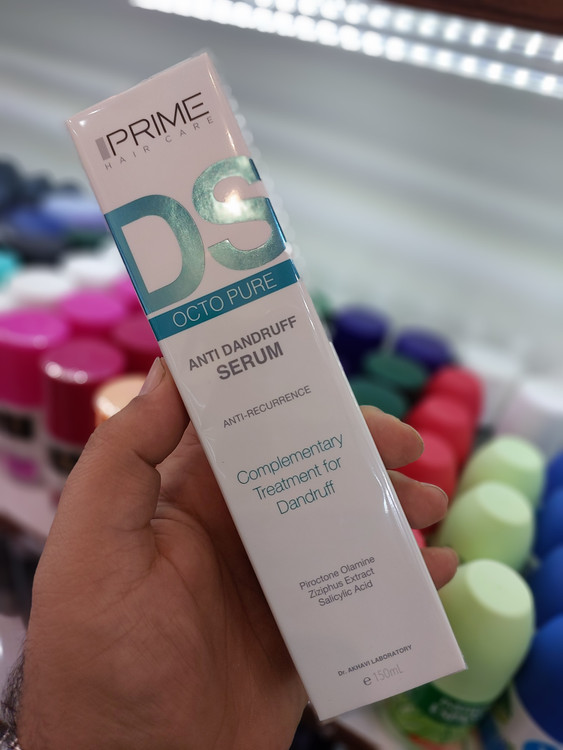 PRIME
HAIR CARE
DS
OCTO PURE
ANTI DANDRUFF
SERUM
ANTI-RECURRENCE
Complementary
Treatment for
Dandruff
Piroctone Olamine
Ziziphus Extract
Salicylic Acid
Dr. AKHAVI LABORATORY
e 150mL